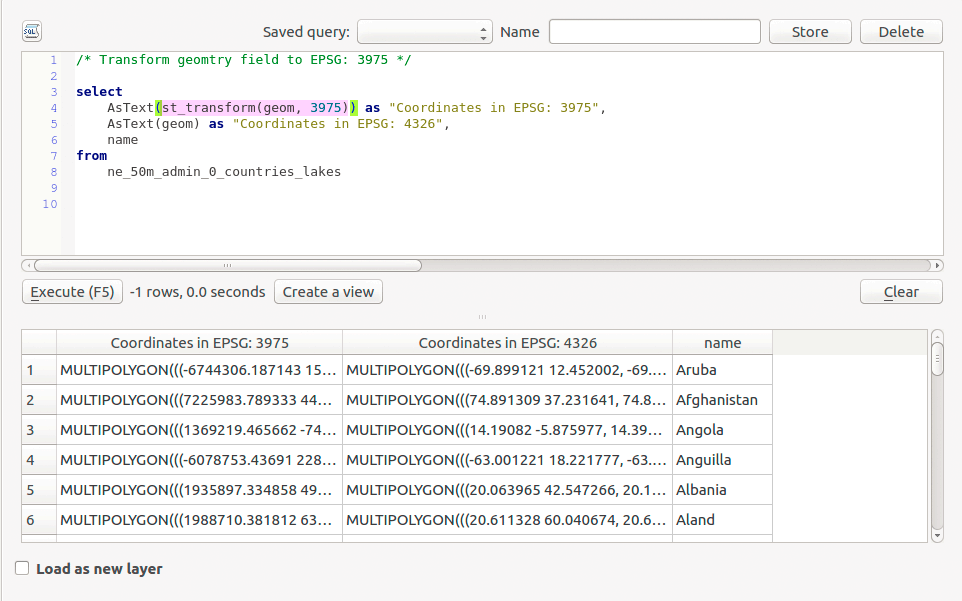 SQL
Saved query: Name Store Delete
1 /* Transform geomtry field to EPSG: 3975 */
2
3 select
4 AsText(st_transform(geom, 3975)) as "Coordinates in EPSG: 3975",
5 AsText(geom) as "Coordinates in EPSG: 4326",
6 name
7 from
8 ne_50m_admin_0_countries_lakes
9
10
Execute (F5) -1 rows, 0.0 seconds Create a view Clear
Coordinates in EPSG: 3975 Coordinates in EPSG: 4326 name
1 MULTIPOLYGON(((-6744306.187143 15... MULTIPOLYGON(((-69.899121 12.452002, -69.... Aruba
2 MULTIPOLYGON(((7225983.789333 44... MULTIPOLYGON(((74.891309 37.231641, 74.8... Afghanistan
3 MULTIPOLYGON(((1369219.465662 -74... MULTIPOLYGON(((14.19082 -5.875977, 14.39... Angola
4 MULTIPOLYGON(((-6078753.43691 228... MULTIPOLYGON(((-63.001221 18.221777, -63.... Anguilla
5 MULTIPOLYGON(((1935897.334858 49... MULTIPOLYGON(((20.063965 42.547266, 20.1... Albania
6 MULTIPOLYGON(((1988710.381812 63... MULTIPOLYGON(((20.611328 60.040674, 20.6... Aland
Load as new layer